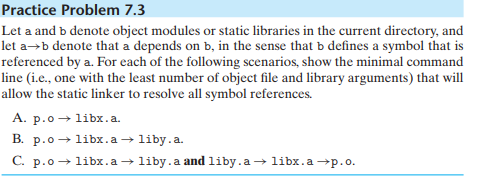 Practice Problem 7.3
Let a and b denote object modules or static libraries in the current directory, and
let a→b denote that a depends on b, in the sense that b defines a symbol that is
referenced by a. For each of the following scenarios, show the minimal command
line (i.e., one with the least number of object file and library arguments) that will
allow the static linker to resolve all symbol references.
A. p.o → libx.a.
B. p.o → libx.a → liby.a.
C. p.o → libx.a → liby.a and liby.a → libx.a →p.o.